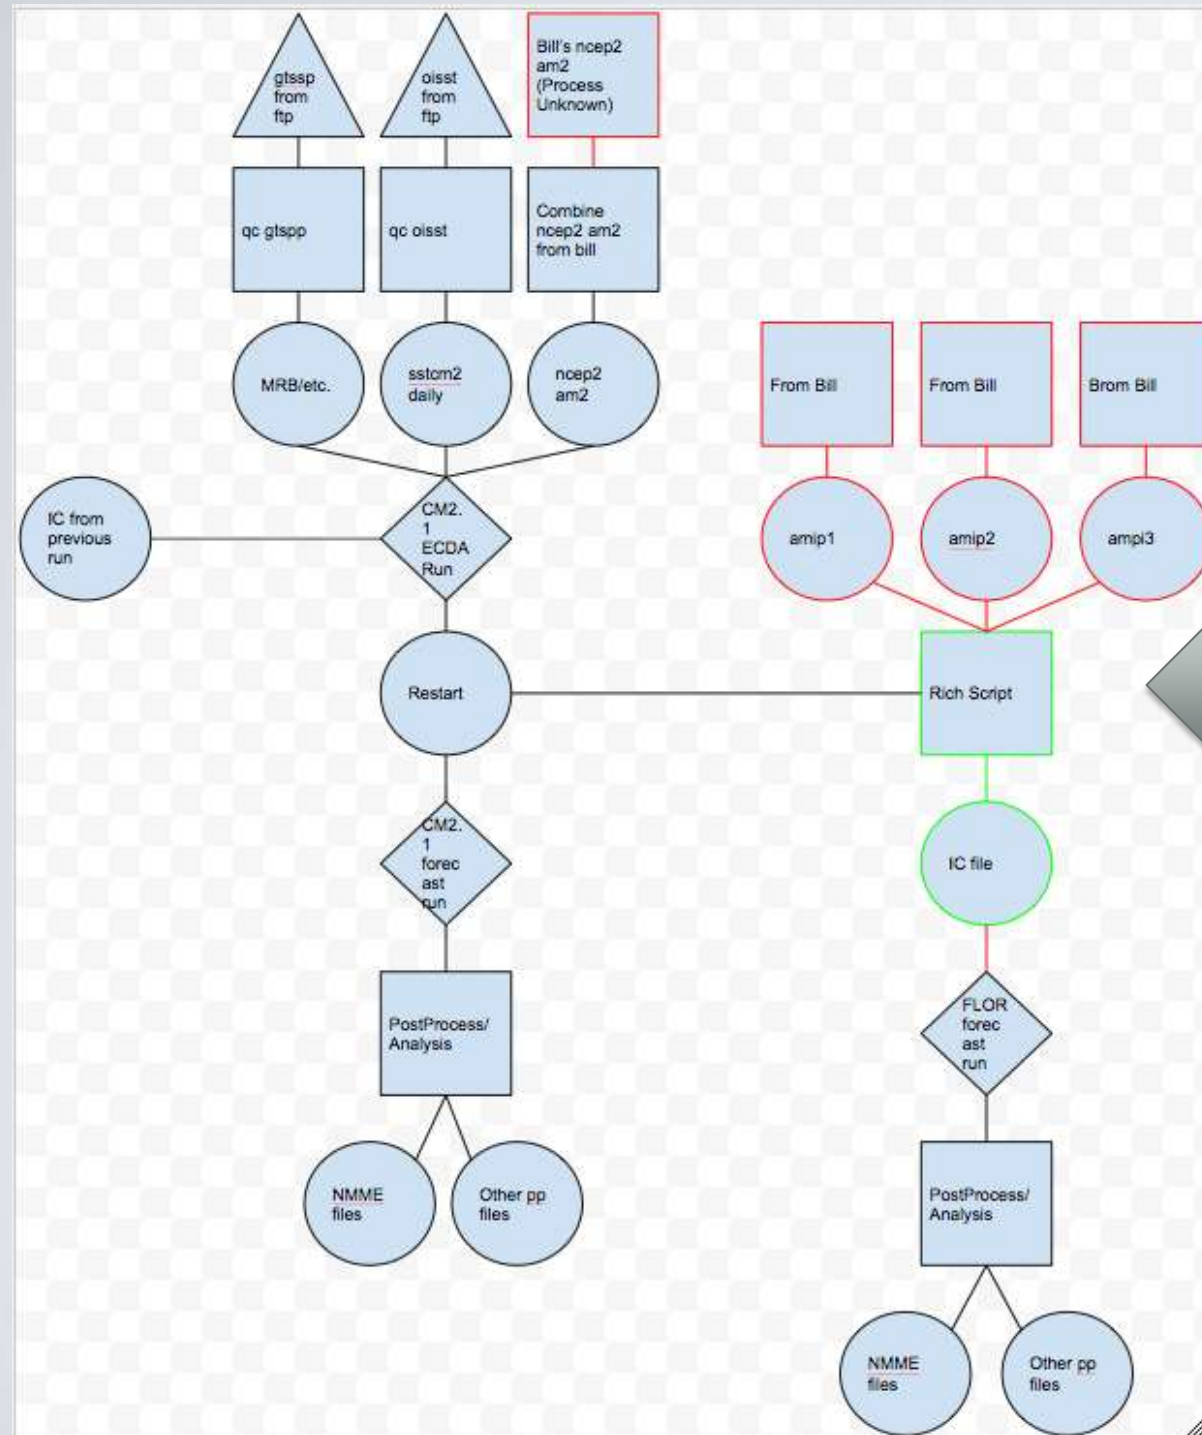 gtssp
from
ftp
oisst
from
ftp
Bill's ncep2
am2
(Process
Unknown)
qc gtspp
qc oisst
Combine
ncep2 am2
from bill
MRB/etc.
sstcm2
daily
ncep2
am2
From Bill
From Bill
Brom Bill
IC from
previous
run
CM2.
1
ECDA
Run
amip1
amip2
ampi3
Restart
Rich Script
CM2.
1
forec
ast
run
IC file
PostProcess/
Analysis
FLOR
forec
ast
run
NMME
files
Other pp
files
PostProcess/
Analysis
NMME
files
Other pp
files